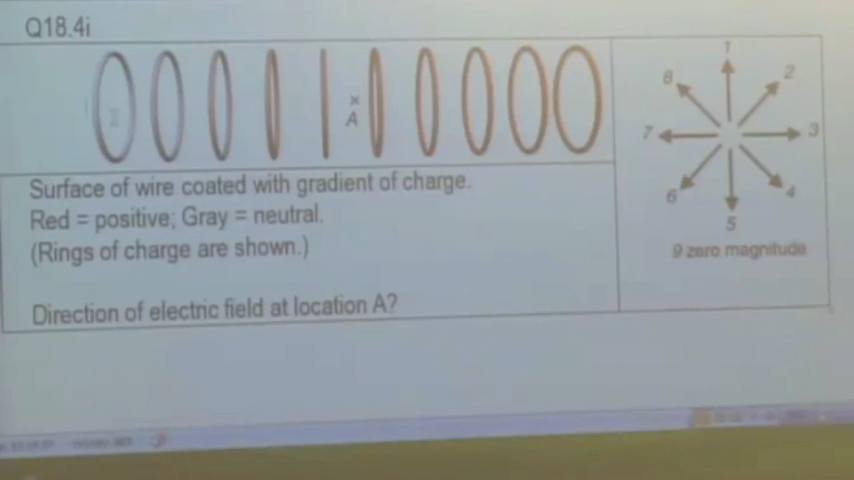 Q18.4i
A
1
2
3
4
5
6
7
8
9 zero magnitude
Surface of wire coated with gradient of charge.
Red = positive; Gray = neutral.
(Rings of charge are shown.)
Direction of electric field at location A?